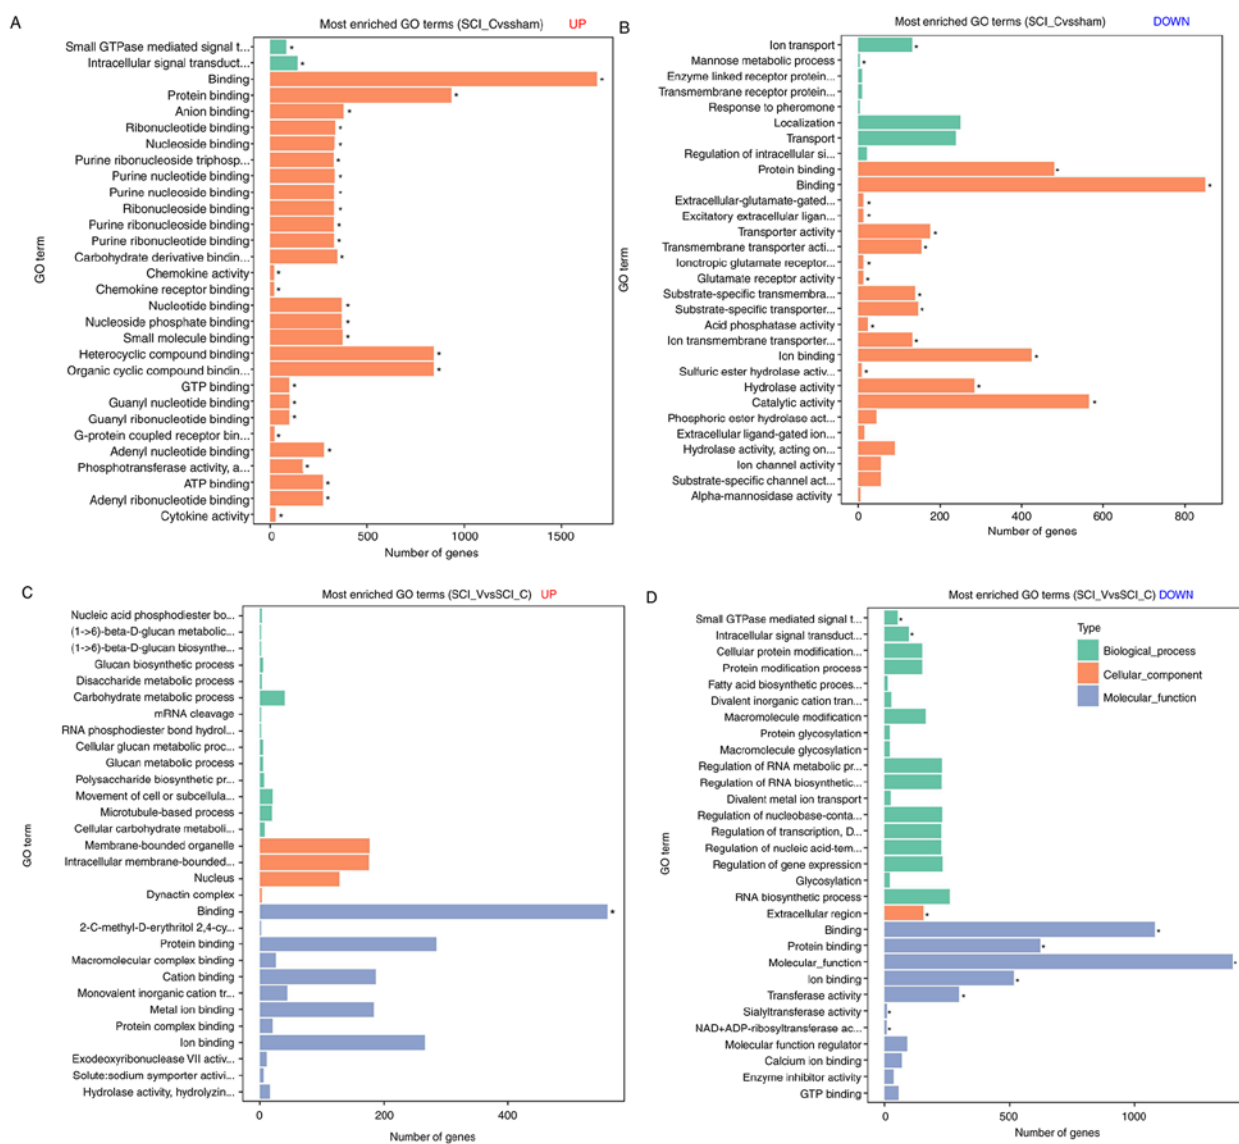 A
Most enriched GO terms (SCI_Cvssham) UP
Small GTPase mediated signal t...
Intracellular signal transduct...
Binding
Protein binding
Anion binding
Ribonucleotide binding
Nucleoside binding
Purine ribonucleoside triphosp...
Purine nucleotide binding
Purine nucleoside binding
Ribonucleoside binding
Purine ribonucleoside binding
Purine ribonucleotide binding
Carbohydrate derivative bindin...
Chemokine activity
Chemokine receptor binding
Nucleotide binding
Nucleoside phosphate binding
Small molecule binding
Heterocyclic compound binding
Organic cyclic compound bindin...
GTP binding
Guanyl nucleotide binding
Guanyl ribonucleotide binding
G-protein coupled receptor bin...
Adenyl nucleotide binding
Phosphotransferase activity, a...
ATP binding
Adenyl ribonucleotide binding
Cytokine activity
GO term
0 500 1000 1500
Number of genes
B
Most enriched GO terms (SCI_Cvssham) DOWN
Ion transport
Mannose metabolic process
Enzyme linked receptor protein...
Transmembrane receptor protein...
Response to pheromone
Localization
Transport
Regulation of intracellular si...
Protein binding
Binding
Extracellular-glutamate-gated...
Excitatory extracellular ligan...
Transporter activity
Transmembrane transporter acti...
Ionctropic glutamate receptor...
Glutamate receptor activity
Substrate-specific transmembra...
Substrate-specific transporter...
Acid phosphatase activity
Ion transmembrane transporter...
Ion binding
Sulfuric ester hydrolase activ...
Hydrolase activity
Catalytic activity
Phosphoric ester hydrolase act...
Extracellular ligand-gated ion...
Hydrolase activity, acting on...
Ion channel activity
Substrate-specific channel act...
Alpha-mannosidase activity
GO term
0 200 400 600 800
Number of genes
C
Most enriched GO terms (SCI_VvsSCI_C) UP
Nucleic acid phosphodiester bo...
(1->6)-beta-D-glucan metabolic...
(1->6)-beta-D-glucan biosynthe...
Glucan biosynthetic process
Disaccharide metabolic process
Carbohydrate metabolic process
mRNA cleavage
RNA phosphodiester bond hydrol...
Cellular glucan metabolic proc...
Glucan metabolic process
Polysaccharide biosynthetic pr...
Movement of cell or subcellula...
Microtubule-based process
Cellular carbohydrate metaboli...
Membrane-bounded organelle
Intracellular membrane-bounded...
Nucleus
Dynactin complex
Binding
2-C-methyl-D-erythritol 2,4-cy...
Protein binding
Macromolecular complex binding
Cation binding
Monovalent inorganic cation tr...
Metal ion binding
Protein complex binding
Ion binding
Exodeoxyribonuclease VII activ...
Solute:sodium symporter activi...
Hydrolase activity, hydrolyzin...
GO term
0 200 400
Number of genes
D
Most enriched GO terms (SCI_VvsSCI_C) DOWN
Small GTPase mediated signal t...
Intracellular signal transduct...
Cellular protein modification...
Protein modification process
Fatty acid biosynthetic proces...
Divalent inorganic cation tran...
Macromolecule modification
Protein glycosylation
Macromolecule glycosylation
Regulation of RNA metabolic pr...
Regulation of RNA biosynthetic...
Divalent metal ion transport
Regulation of nucleobase-conta...
Regulation of transcription, D...
Regulation of nucleic acid-tem...
Regulation of gene expression
Glycosylation
RNA biosynthetic process
Extracellular region
Binding
Protein binding
Molecular_function
Ion binding
Transferase activity
Sialyltransferase activity
NAD+ADP-ribosyltransferase ac...
Molecular function regulator
Calcium ion binding
Enzyme inhibitor activity
GTP binding
GO term
0 500 1000
Number of genes
Type
Biological_process
Cellular_component
Molecular_function